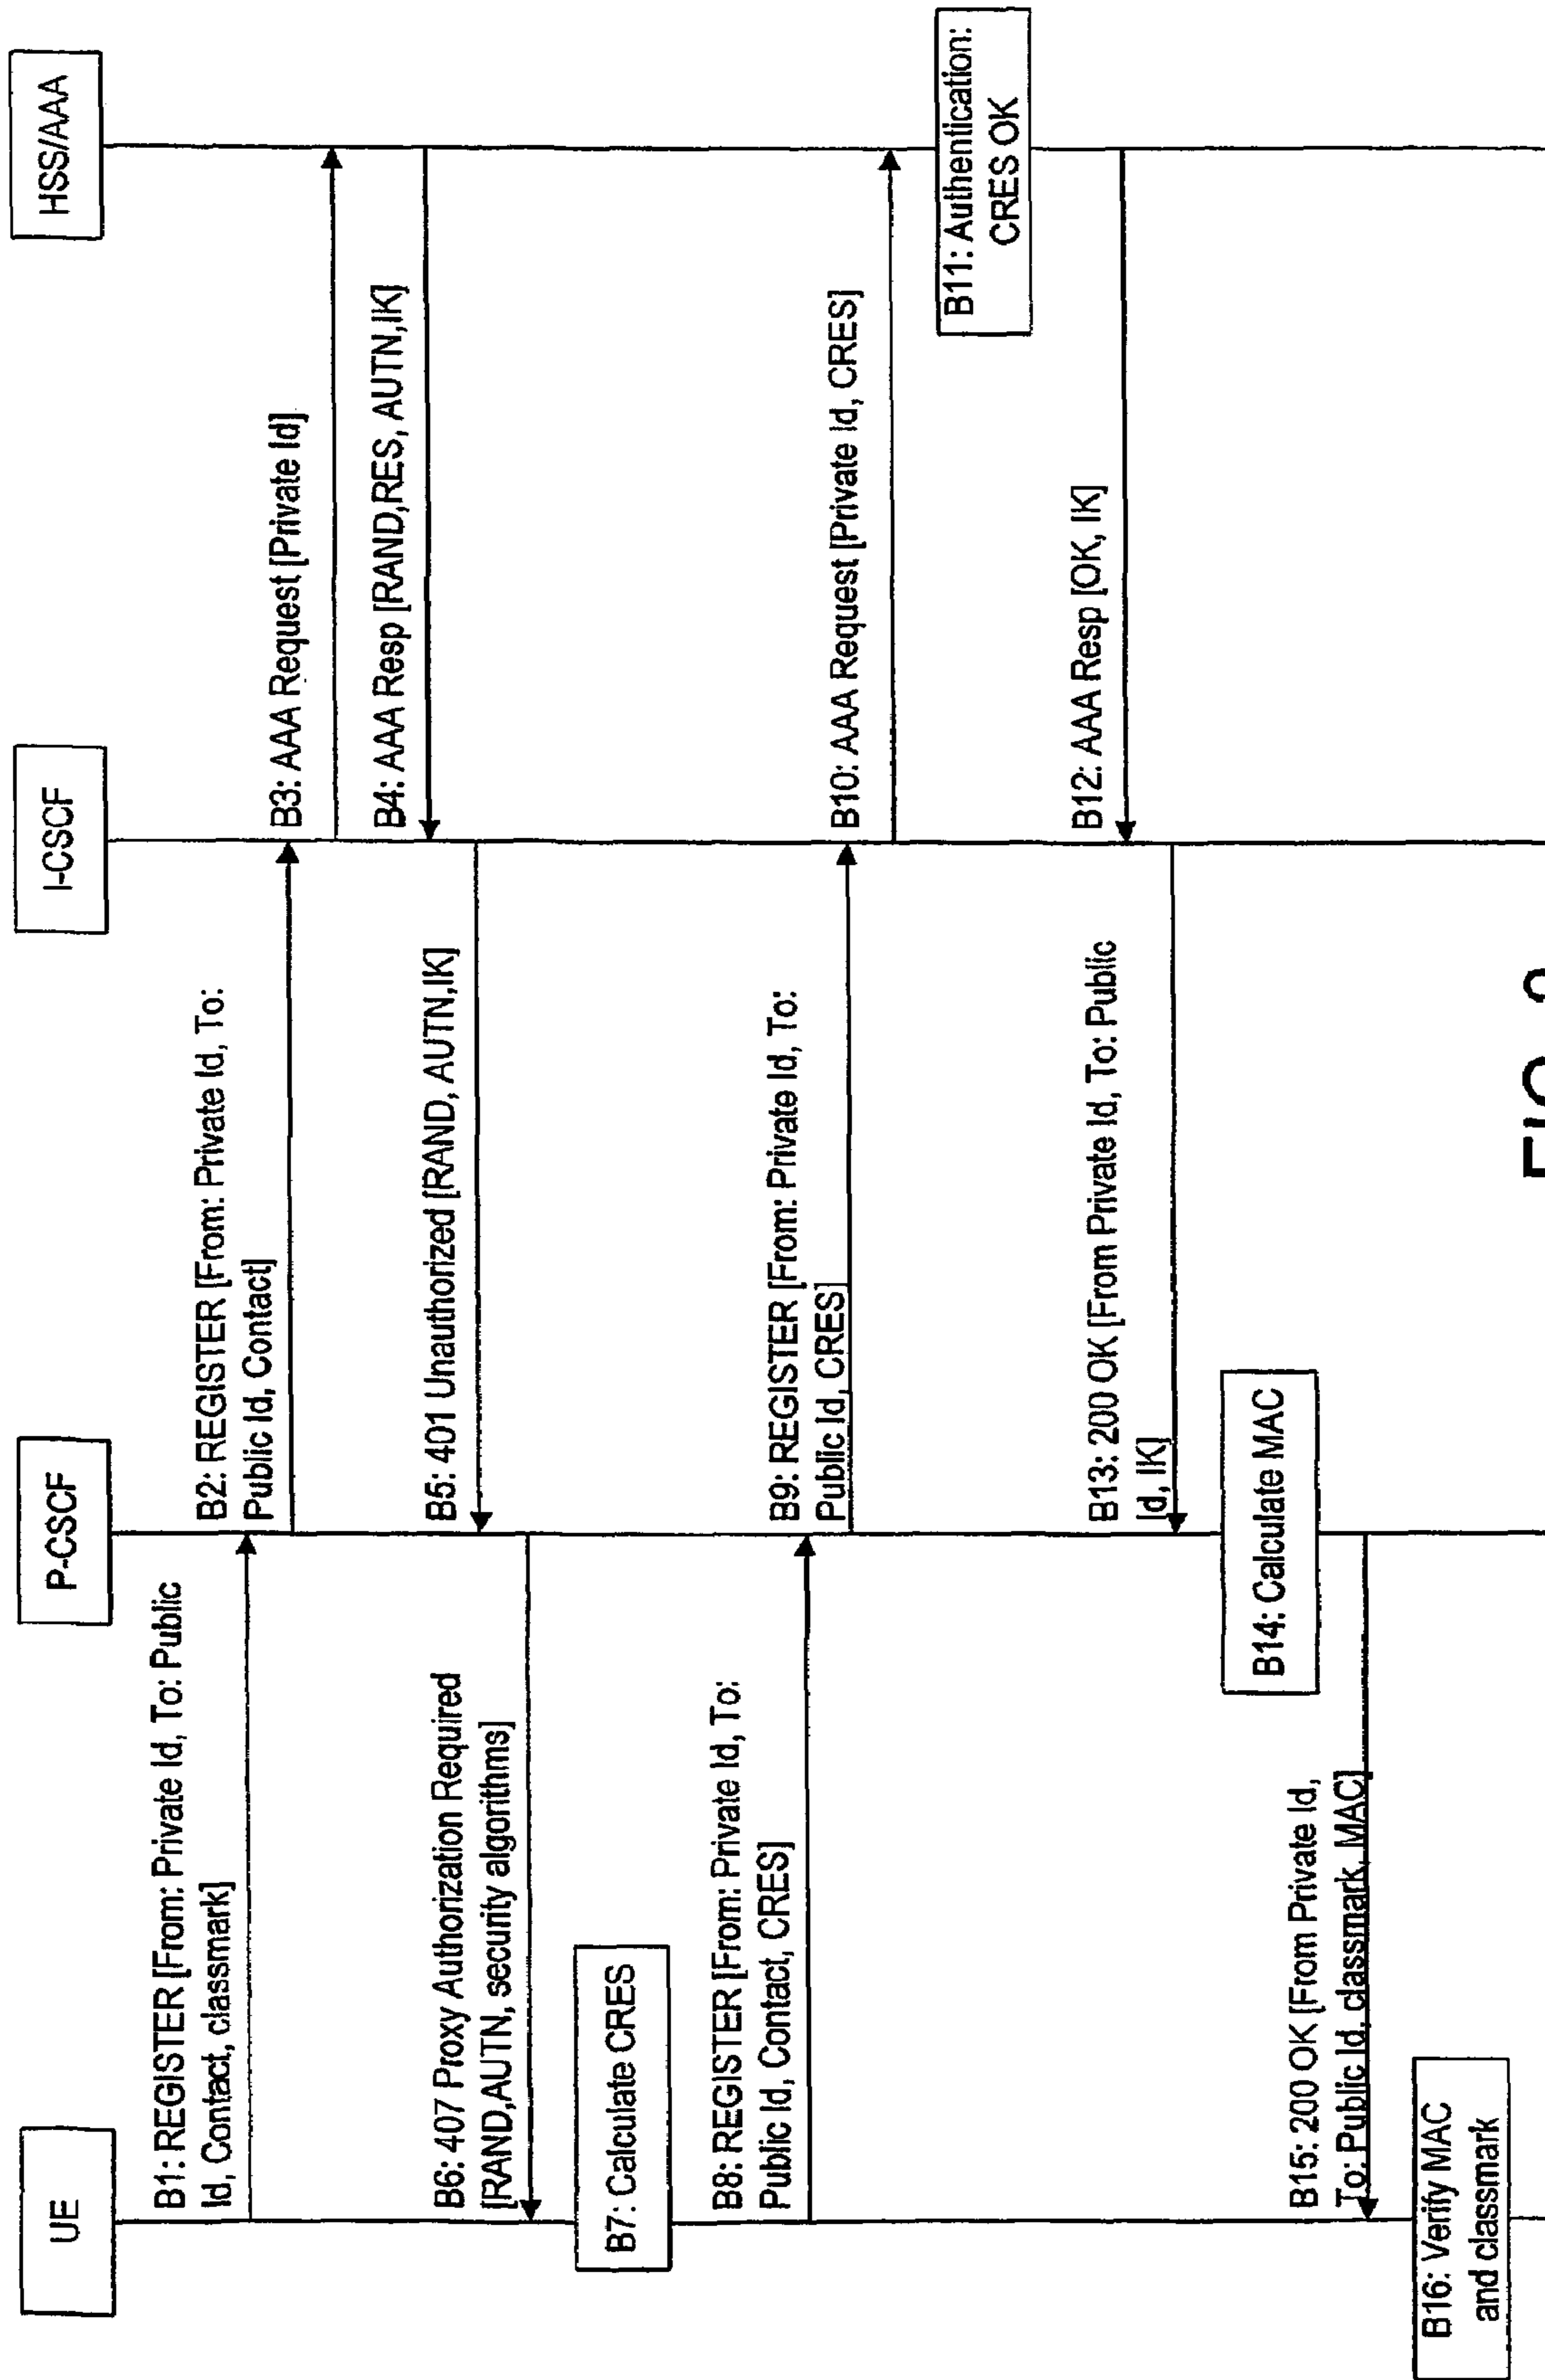 UE
P-CSCF
I-CSCF
HSS/AAA
B1: REGISTER [From: Private Id, To: Public
Id, Contact, classmark]
B2: REGISTER [From: Private Id, To:
Public Id, Contact]
B3: AAA Request [Private Id]
B4: AAA Resp [RAND,RES, AUTN,IK]
B5: 401 Unauthorized [RAND, AUTN,IK]
B6: 407 Proxy Authorization Required
[RAND,AUTN, security algorithms]
B7: Calculate CRES
B8: REGISTER [From: Private Id, To:
Public Id, Contact, CRES]
B9: REGISTER [From: Private Id, To:
Public Id, CRES]
B10: AAA Request [Private Id, CRES]
B11: Authentication:
CRES OK
B12: AAA Resp [OK, IK]
B13: 200 OK [From Private Id, To: Public
Id, IK]
B14: Calculate MAC
B15: 200 OK [From Private Id,
To: Public Id, classmark, MAC]
B16: Verify MAC
and classmark